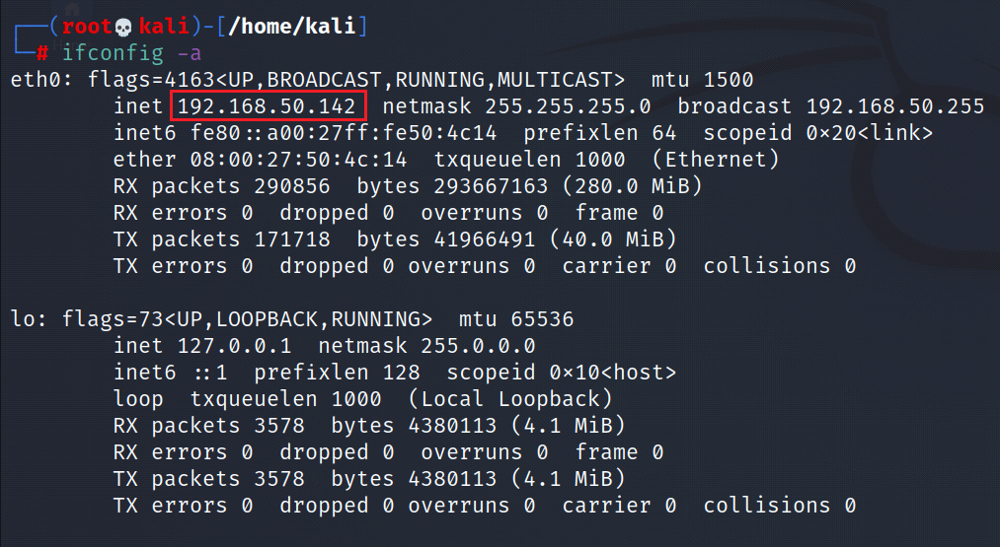 ┌──(root💀kali)-[/home/kali]
└─# ifconfig -a
eth0: flags=4163<UP,BROADCAST,RUNNING,MULTICAST>  mtu 1500
        inet 192.168.50.142  netmask 255.255.255.0  broadcast 192.168.50.255
        inet6 fe80::a00:27ff:fe50:4c14  prefixlen 64  scopeid 0×20<link>
        ether 08:00:27:50:4c:14  txqueuelen 1000  (Ethernet)
        RX packets 290856  bytes 293667163 (280.0 MiB)
        RX errors 0  dropped 0  overruns 0  frame 0
        TX packets 171718  bytes 41966491 (40.0 MiB)
        TX errors 0  dropped 0 overruns 0  carrier 0  collisions 0

lo: flags=73<UP,LOOPBACK,RUNNING>  mtu 65536
        inet 127.0.0.1  netmask 255.0.0.0
        inet6 ::1  prefixlen 128  scopeid 0×10<host>
        loop  txqueuelen 1000  (Local Loopback)
        RX packets 3578  bytes 4380113 (4.1 MiB)
        RX errors 0  dropped 0  overruns 0  frame 0
        TX packets 3578  bytes 4380113 (4.1 MiB)
        TX errors 0  dropped 0 overruns 0  carrier 0  collisions 0